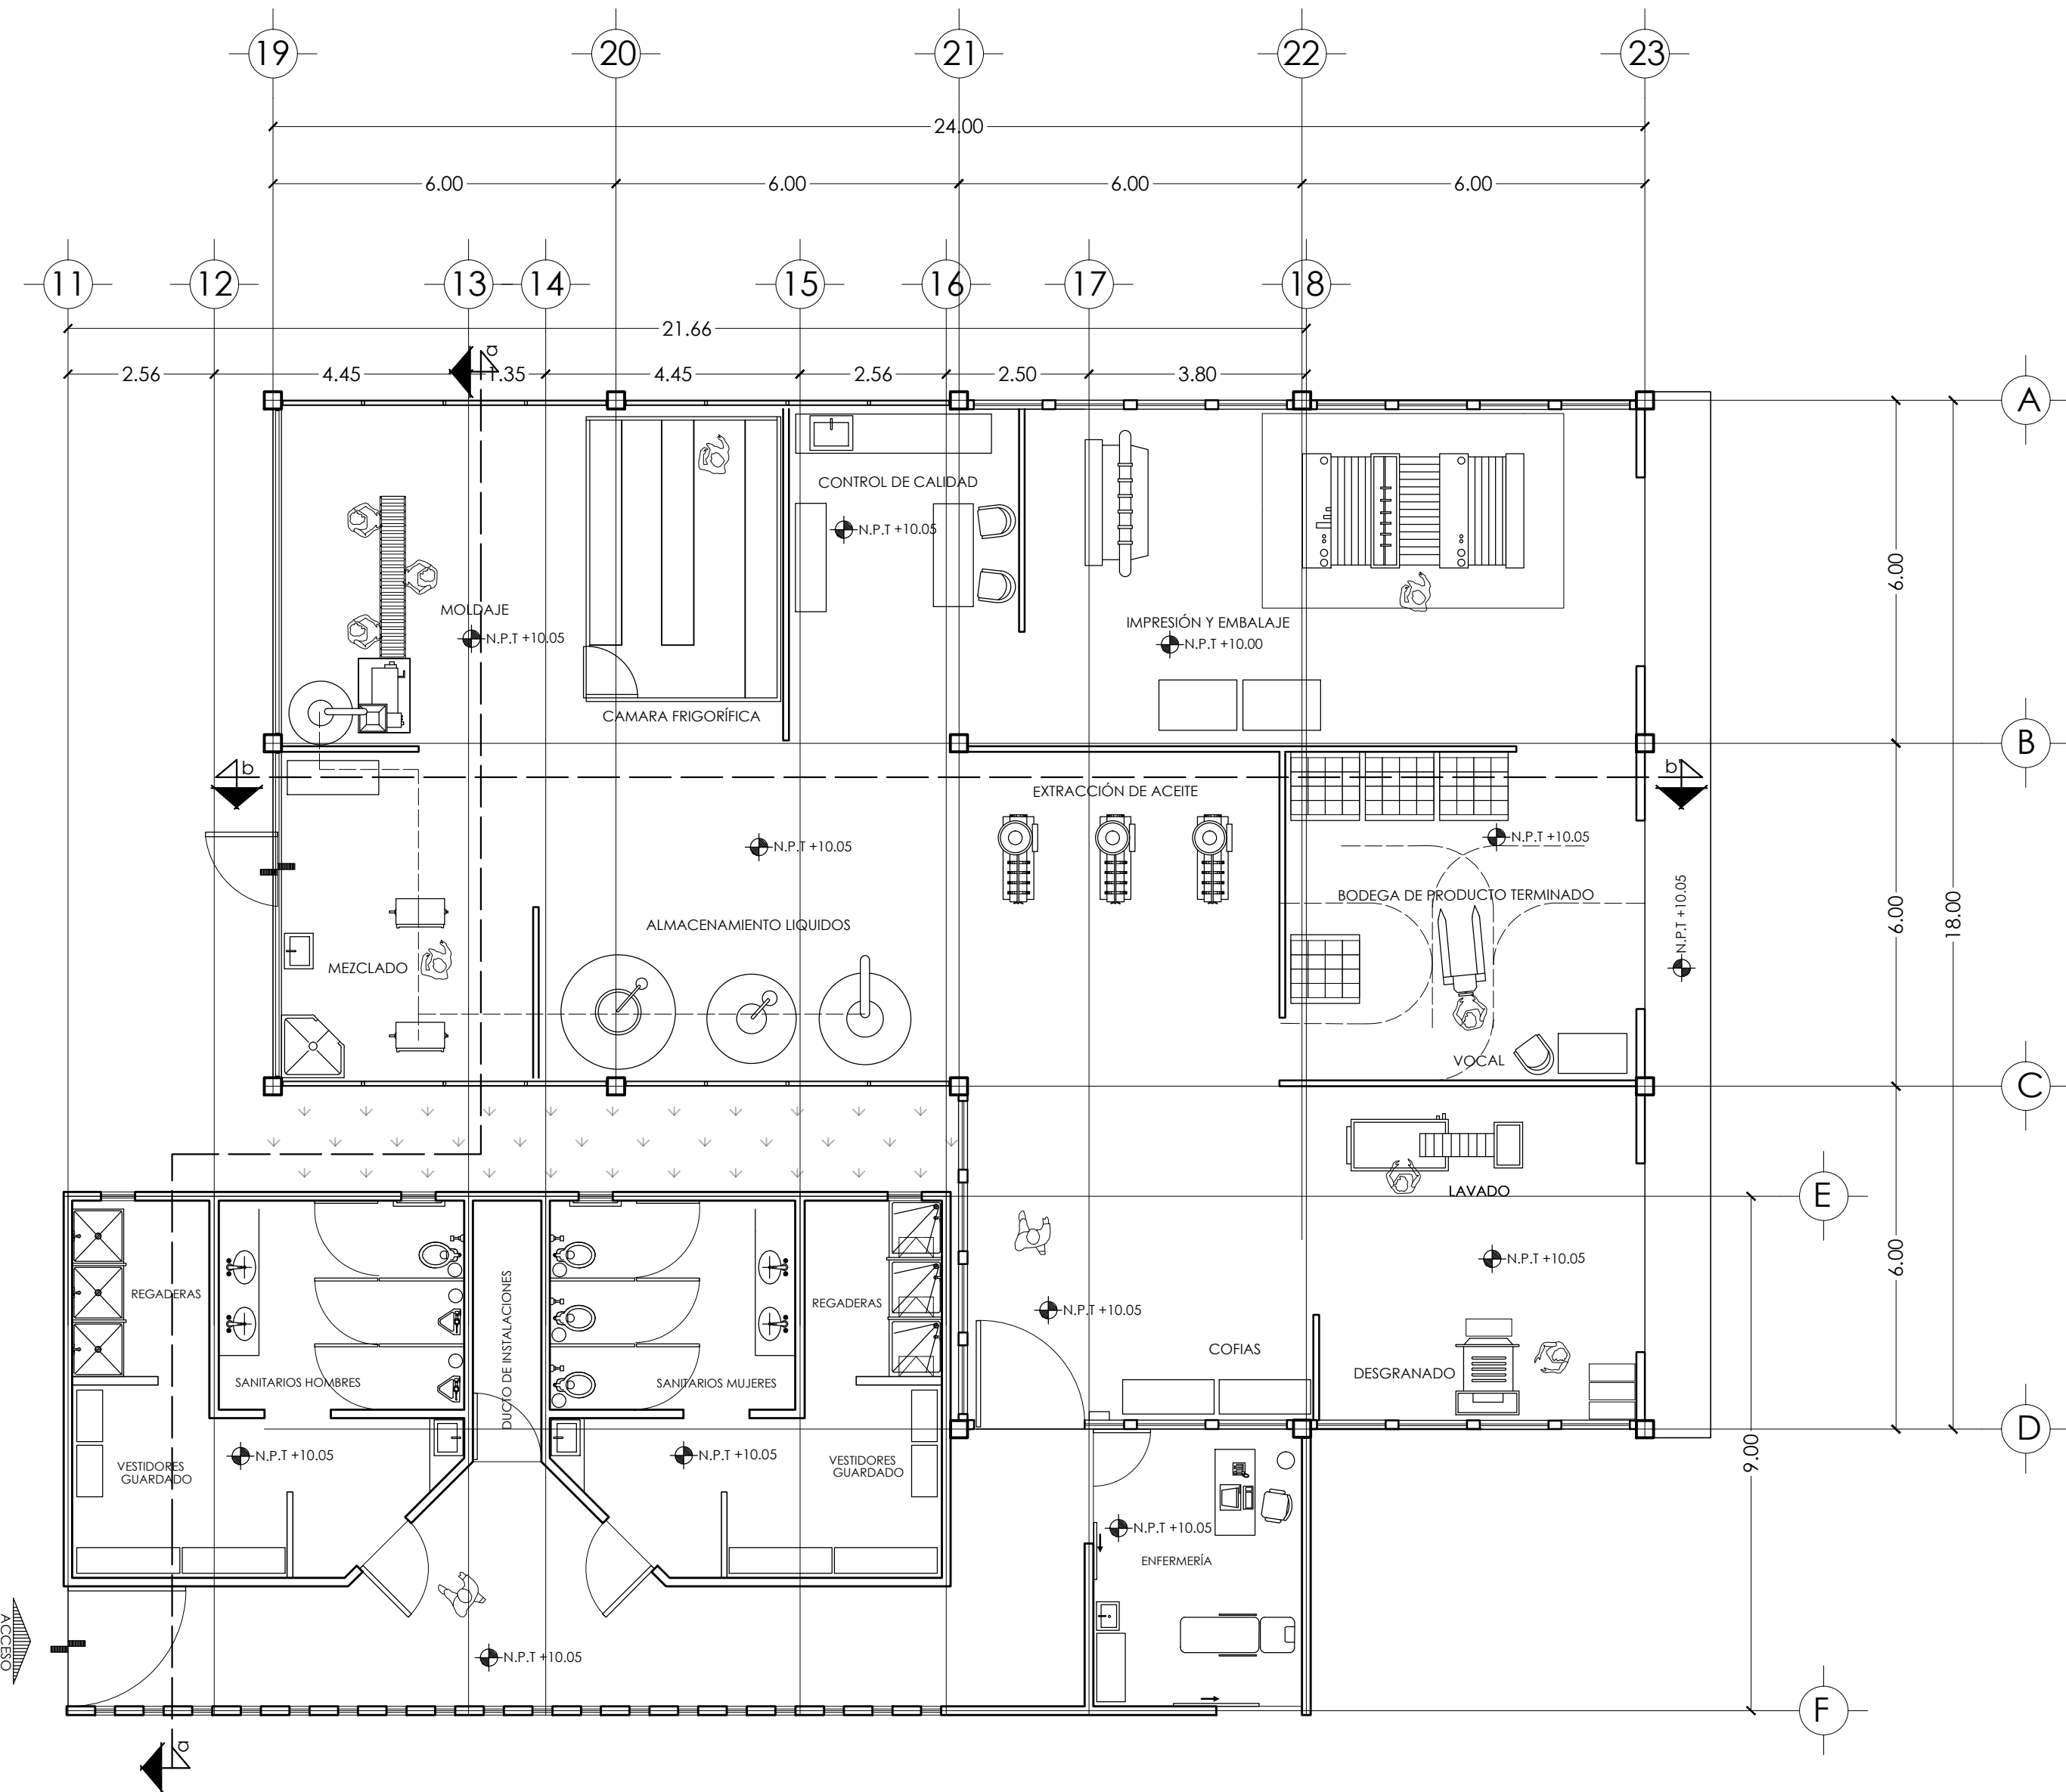 19 20 21 22 23
24.00
6.00 6.00 6.00 6.00
11 12 13 14 15 16 17 18
21.66
a
2.56 4.45 1.35 4.45 2.56 2.50 3.80
A
CONTROL DE CALIDAD
N.P.T +10.05
6.00
MOLDAJE
N.P.T +10.05
IMPRESIÓN Y EMBALAJE
N.P.T +10.00
CAMARA FRIGORÍFICA
B
b
b
EXTRACCIÓN DE ACEITE
N.P.T +10.05
N.P.T +10.05
BODEGA DE PRODUCTO TERMINADO
N.P.T +10.05
6.00
18.00
ALMACENAMIENTO LIQUIDOS
MEZCLADO
VOCAL
C
LAVADO
E
N.P.T +10.05
6.00
REGADERAS
DUCTO DE INSTALACIONES
REGADERAS
N.P.T +10.05
COFIAS
DESGRANADO
SANITARIOS HOMBRES
SANITARIOS MUJERES
D
9.00
VESTIDORES
GUARDADO
N.P.T +10.05
N.P.T +10.05
VESTIDORES
GUARDADO
N.P.T +10.05
ENFERMERÍA
ACCESO
N.P.T +10.05
F
a